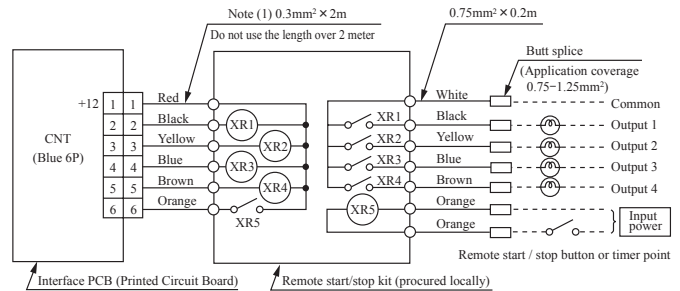 Note (1) 0.3mm² × 2m
Do not use the length over 2 meter
0.75mm² × 0.2m
Butt splice
(Application coverage
0.75−1.25mm²)
CNT
(Blue 6P)
+12 1 1 Red
2 2 Black XR1
3 3 Yellow XR2
4 4 Blue XR3
5 5 Brown XR4
6 6 Orange XR5
White Common
XR1 Black Output 1
XR2 Yellow Output 2
XR3 Blue Output 3
XR4 Brown Output 4
XR5 Orange
Orange
Input
power
Remote start / stop button or timer point
Interface PCB (Printed Circuit Board)
Remote start/stop kit (procured locally)